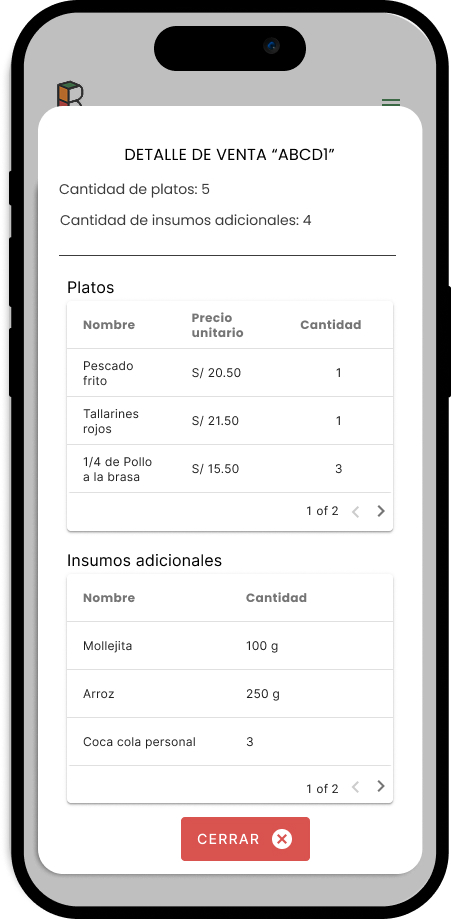 DETALLE DE VENTA “ABCD1”
Cantidad de platos: 5
Cantidad de insumos adicionales: 4
Platos
Nombre Precio unitario Cantidad
Pescado frito S/ 20.50 1
Tallarines rojos S/ 21.50 1
1/4 de Pollo a la brasa S/ 15.50 3
1 of 2
Insumos adicionales
Nombre Cantidad
Mollejita 100 g
Arroz 250 g
Coca cola personal 3
1 of 2
CERRAR